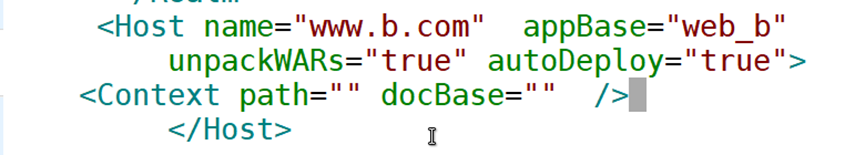 <Host name="www.b.com"  appBase="web_b"
unpackWARs="true" autoDeploy="true">
<Context path="" docBase=""  />
</Host>